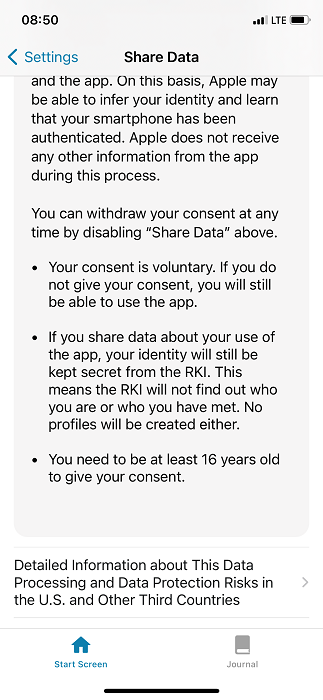 08:50
LTE
Settings
Share Data
and the app. On this basis, Apple may
be able to infer your identity and learn
that your smartphone has been
authenticated. Apple does not receive
any other information from the app
during this process.
You can withdraw your consent at any
time by disabling “Share Data” above.
• Your consent is voluntary. If you do
not give your consent, you will still
be able to use the app.
• If you share data about your use of
the app, your identity will still be
kept secret from the RKI. This
means the RKI will not find out who
you are or who you have met. No
profiles will be created either.
• You need to be at least 16 years old
to give your consent.
Detailed Information about This Data
Processing and Data Protection Risks in
the U.S. and Other Third Countries
Start Screen
Journal